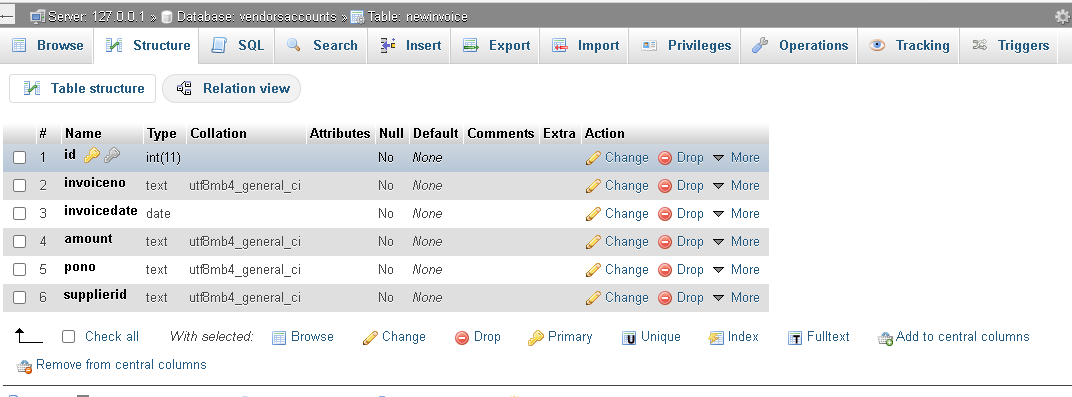 Server: 127.0.0.1 » Database: vendorsaccounts » Table: newinvoice
Browse Structure SQL Search Insert Export Import Privileges Operations Tracking Triggers
Table structure Relation view
# Name Type Collation Attributes Null Default Comments Extra Action
1 id int(11) No None Change Drop More
2 invoiceno text utf8mb4_general_ci No None Change Drop More
3 invoicedate date No None Change Drop More
4 amount text utf8mb4_general_ci No None Change Drop More
5 pono text utf8mb4_general_ci No None Change Drop More
6 supplierid text utf8mb4_general_ci No None Change Drop More
Check all With selected: Browse Change Drop Primary Unique Index Fulltext Add to central columns
Remove from central columns